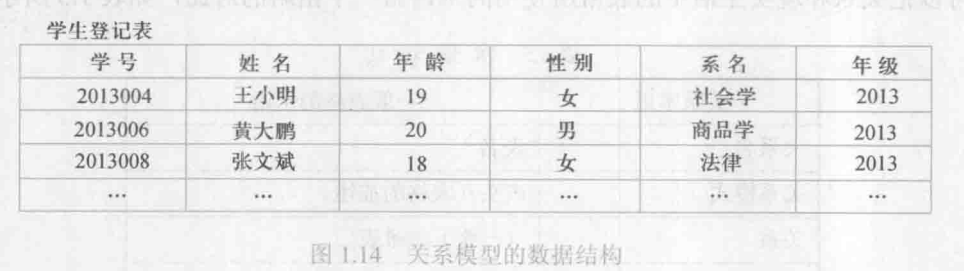 学生登记表
学号 姓名 年龄 性别 系名 年级
2013004 王小明 19 女 社会学 2013
2013006 黄大鹏 20 男 商品学 2013
2013008 张文斌 18 女 法律 2013
… … … … … …
图 1.14 关系模型的数据结构